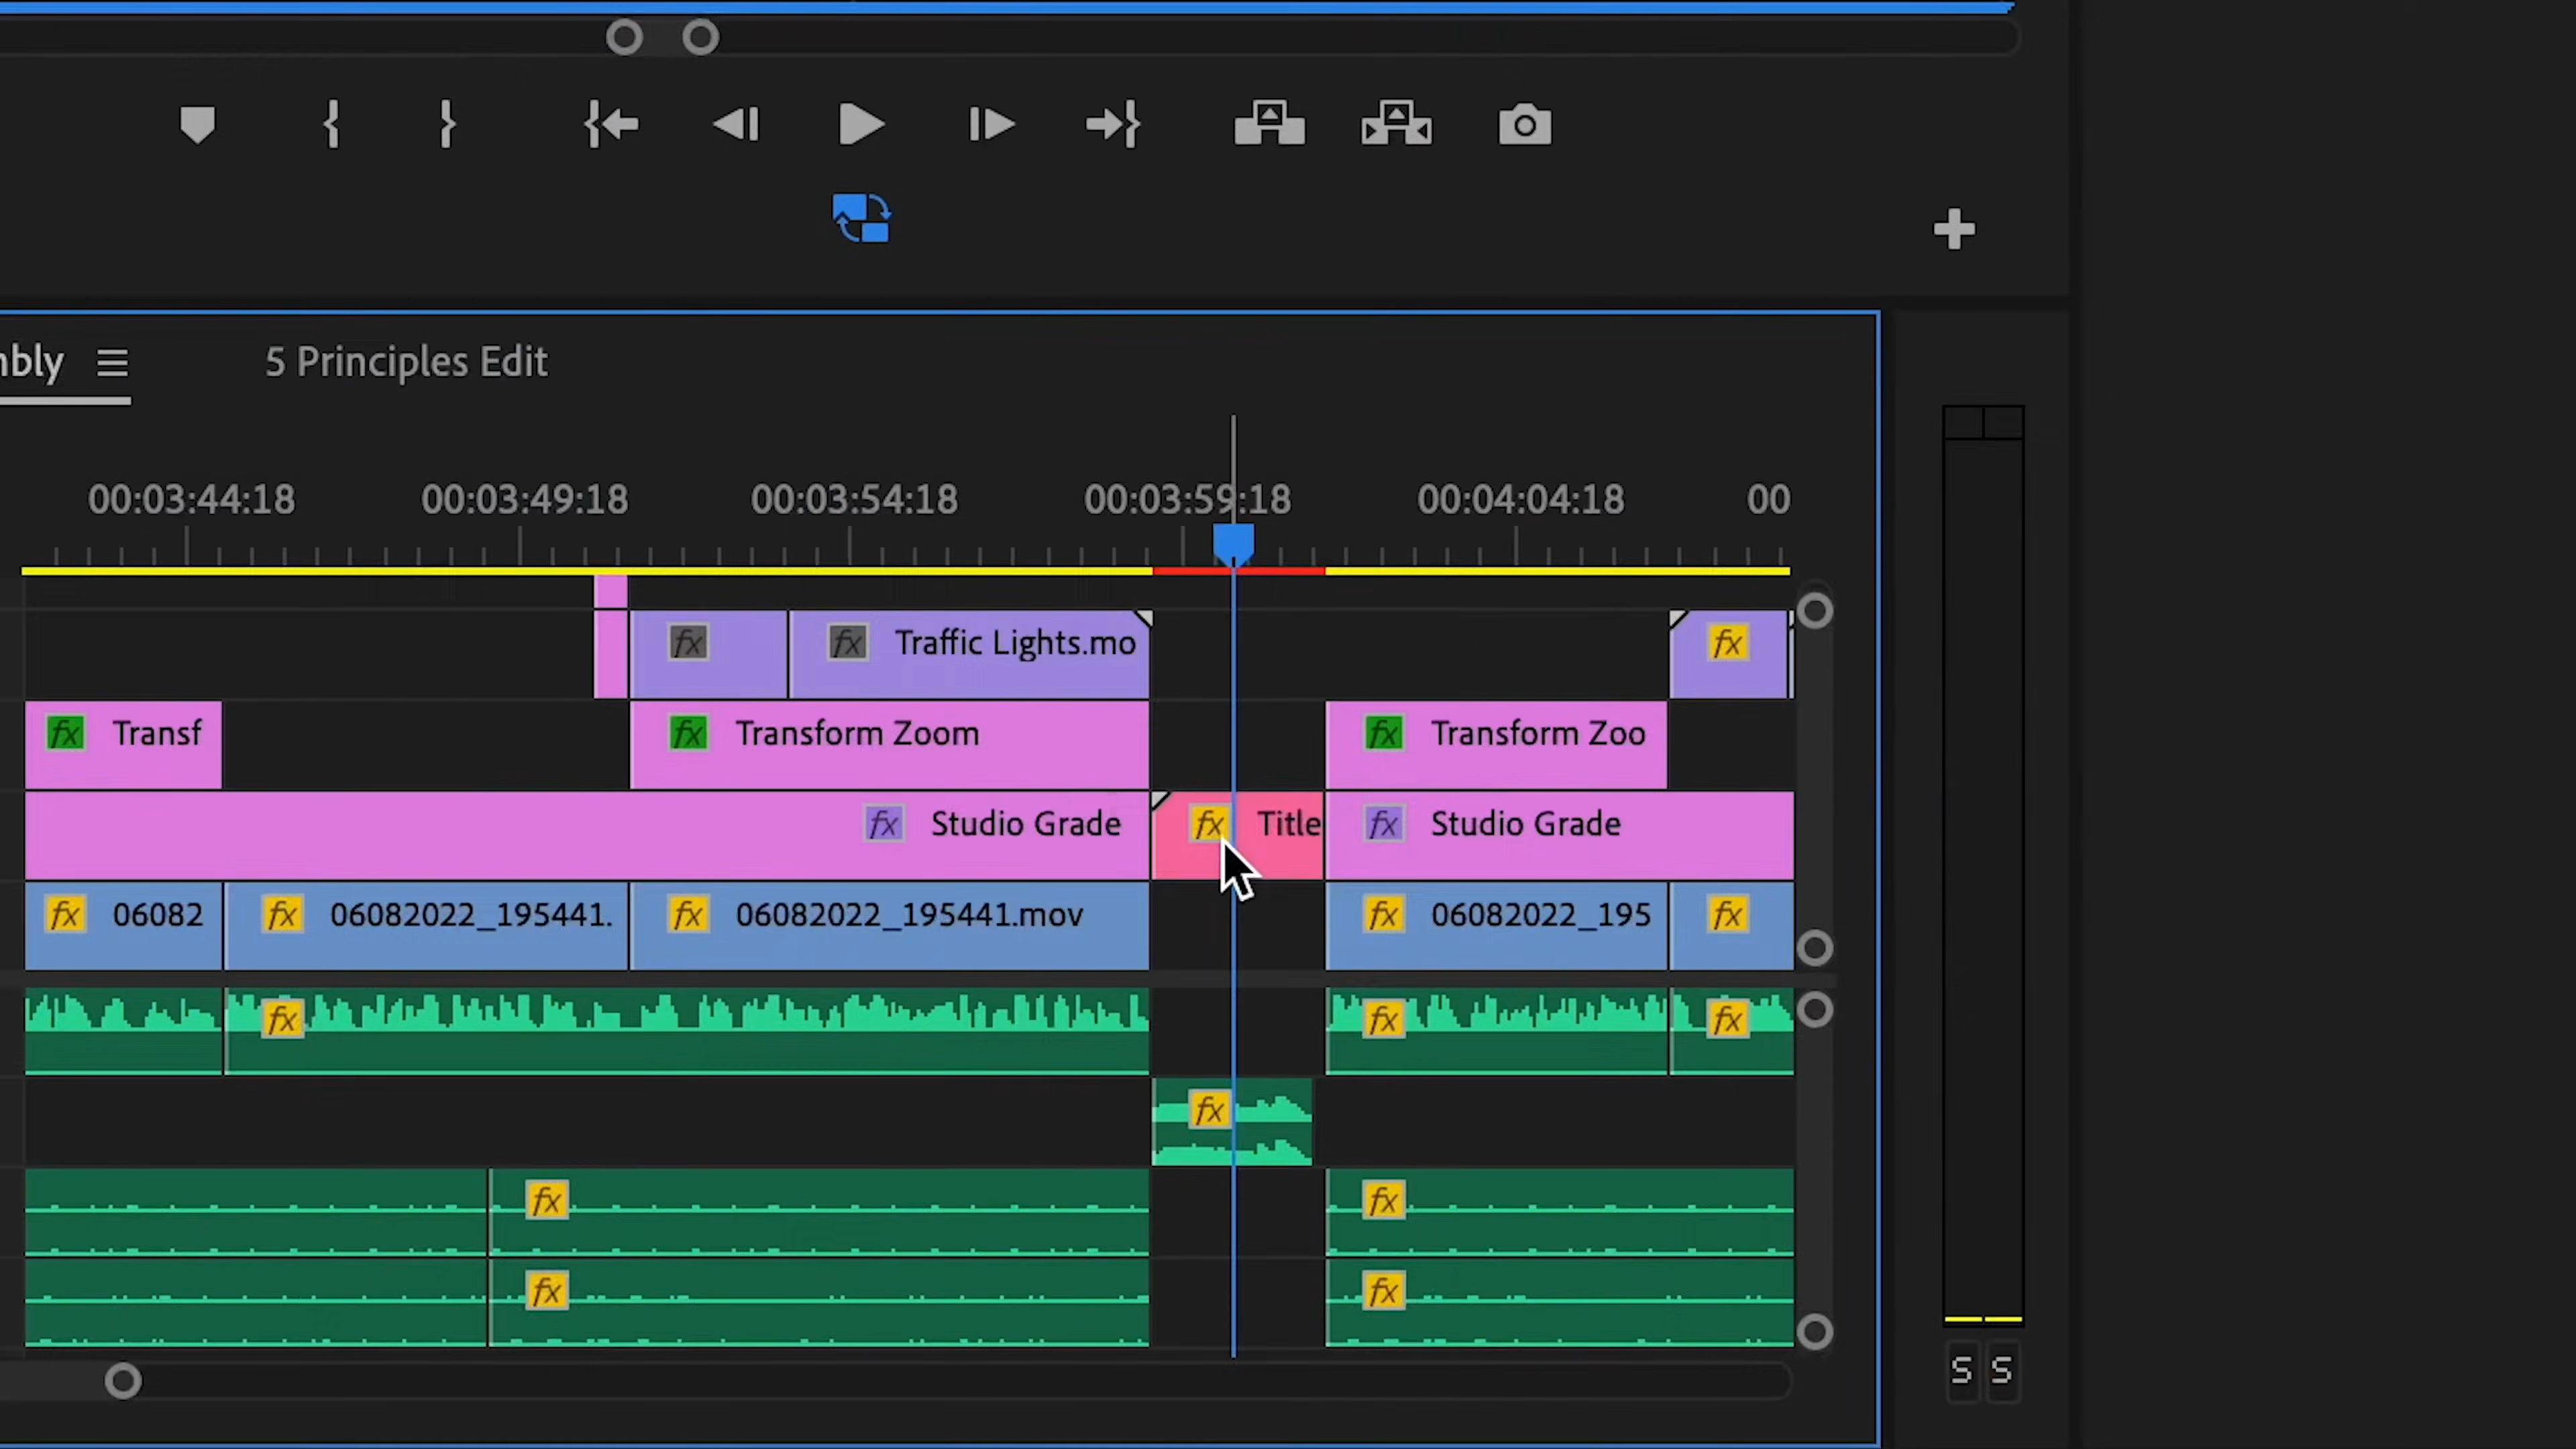 mbly
5 Principles Edit
00:03:44:18 00:03:49:18 00:03:54:18 00:03:59:18 00:04:04:18 00
fx fx Traffic Lights.mo fx
fx Transf fx Transform Zoom fx Transform Zoo
fx Studio Grade fx Title fx Studio Grade
fx 06082 fx 06082022_195441. fx 06082022_195441.mov fx 06082022_195 fx
fx fx fx
fx
fx fx
fx fx
S S